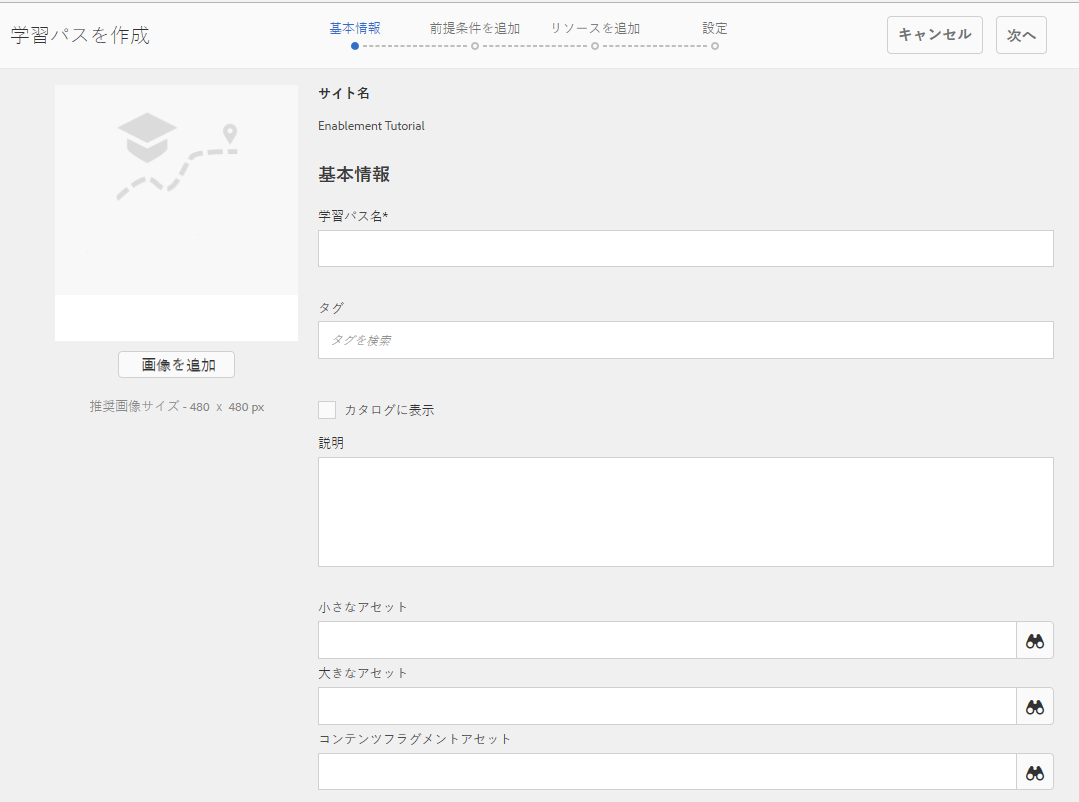 学習パスを作成
基本情報
前提条件を追加
リソースを追加
設定
キャンセル
次へ
画像を追加
推奨画像サイズ - 480 x 480 px
サイト名
Enablement Tutorial
基本情報
学習パス名*
タグ
タグを検索
カタログに表示
説明
小さなアセット
大きなアセット
コンテンツフラグメントアセット